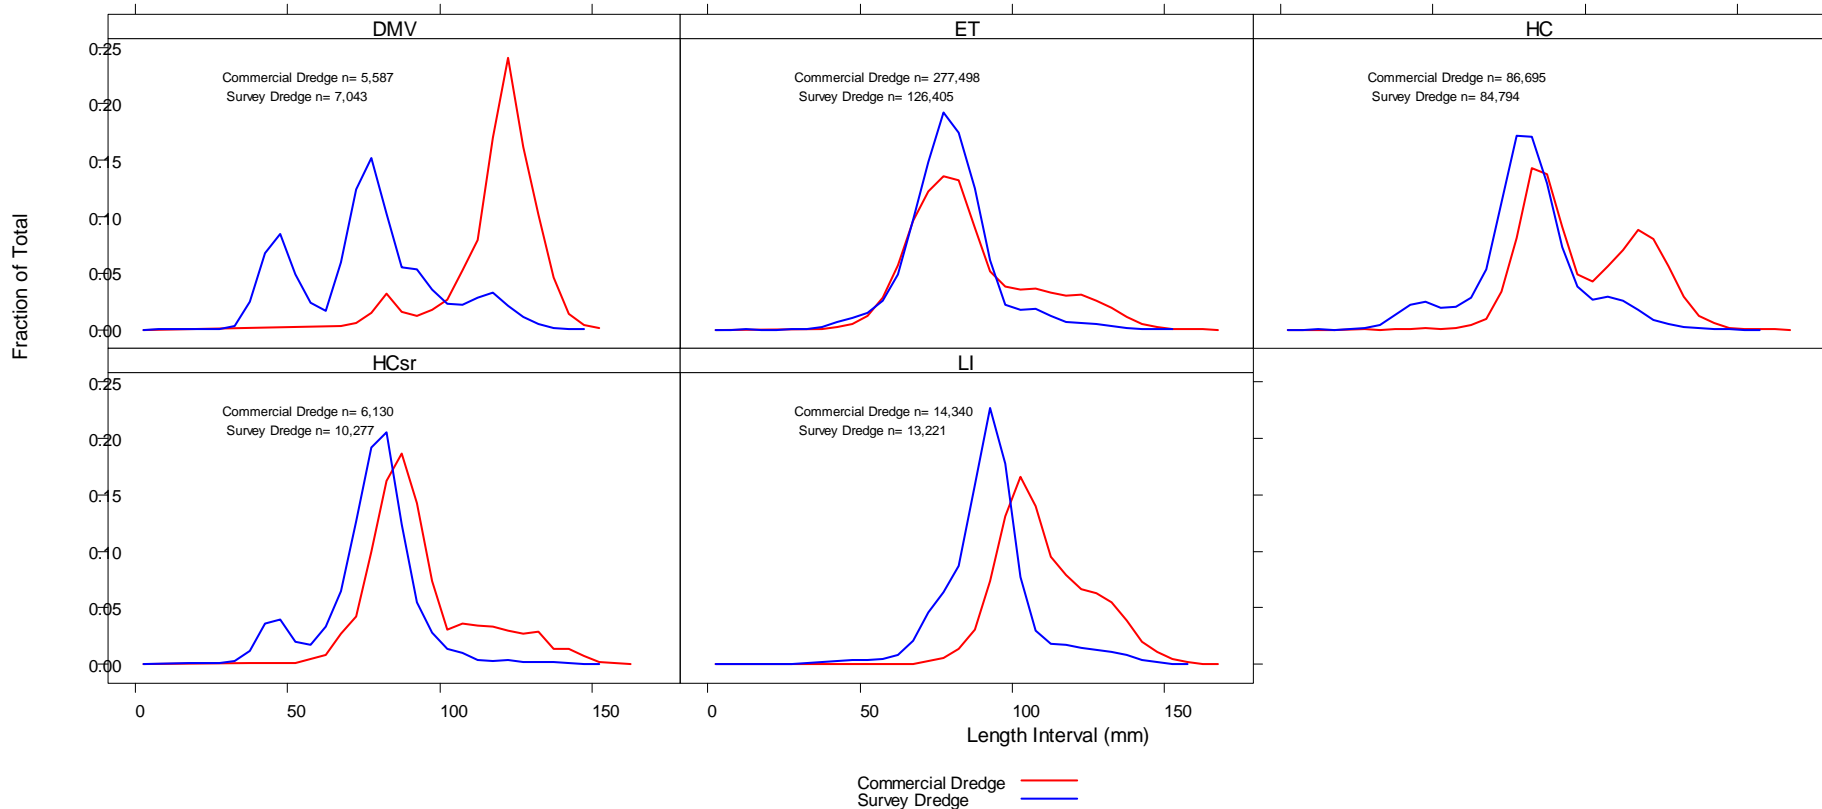 DMV
ET
HC
0.25
0.20
0.15
0.10
0.05
0.00
Commercial Dredge n= 5,587
Survey Dredge n= 7,043
Commercial Dredge n= 277,498
Survey Dredge n= 126,405
Commercial Dredge n= 86,695
Survey Dredge n= 84,794
Fraction of Total
HCsr
LI
0.25
0.20
0.15
0.10
0.05
0.00
Commercial Dredge n= 6,130
Survey Dredge n= 10,277
Commercial Dredge n= 14,340
Survey Dredge n= 13,221
0 50 100 150
0 50 100 150
Length Interval (mm)
Commercial Dredge
Survey Dredge